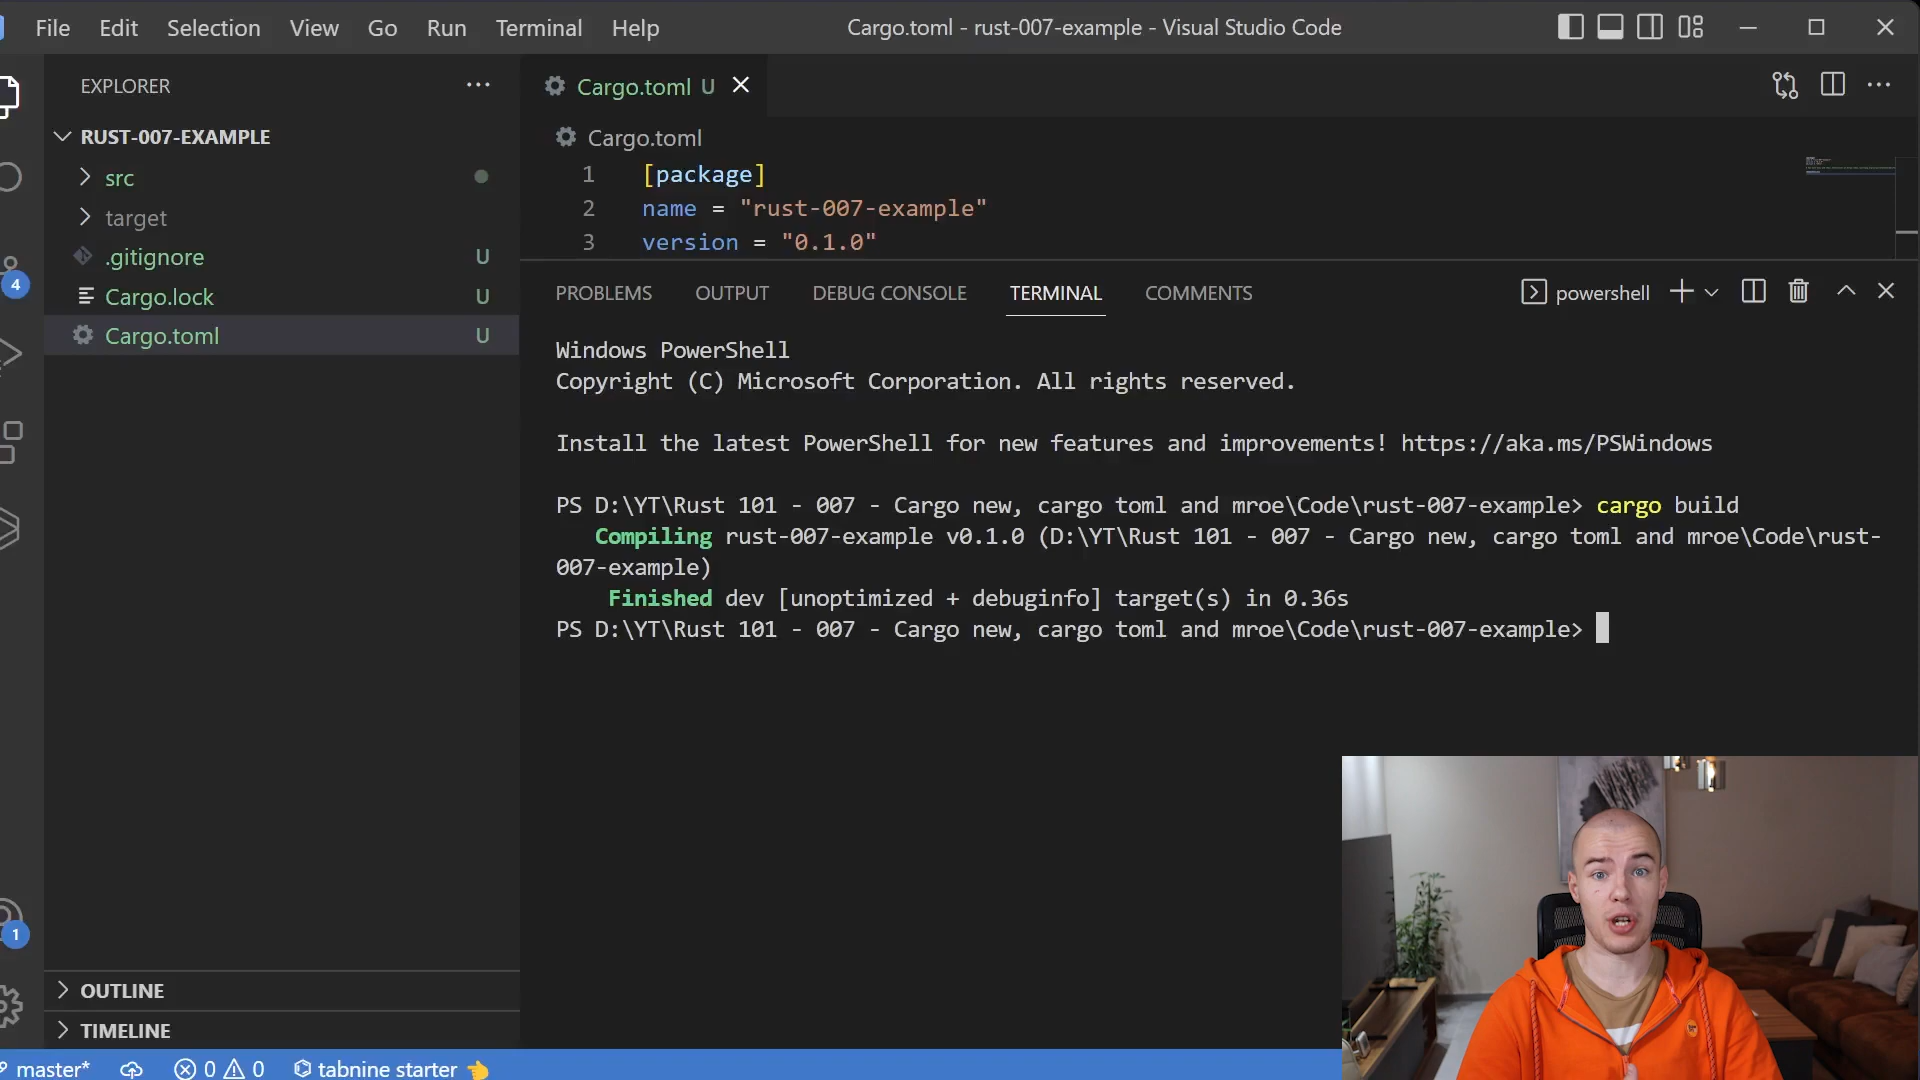 File Edit Selection View Go Run Terminal Help Cargo.toml - rust-007-example - Visual Studio Code
EXPLORER
RUST-007-EXAMPLE
src
target
.gitignore U
Cargo.lock U
Cargo.toml U
4
1
OUTLINE
TIMELINE
Cargo.toml U
Cargo.toml
1 [package]
2 name = "rust-007-example"
3 version = "0.1.0"
PROBLEMS OUTPUT DEBUG CONSOLE TERMINAL COMMENTS powershell
Windows PowerShell
Copyright (C) Microsoft Corporation. All rights reserved.
Install the latest PowerShell for new features and improvements! https://aka.ms/PSWindows
PS D:\YT\Rust 101 - 007 - Cargo new, cargo toml and mroe\Code\rust-007-example> cargo build
Compiling rust-007-example v0.1.0 (D:\YT\Rust 101 - 007 - Cargo new, cargo toml and mroe\Code\rust-
007-example)
Finished dev [unoptimized + debuginfo] target(s) in 0.36s
PS D:\YT\Rust 101 - 007 - Cargo new, cargo toml and mroe\Code\rust-007-example>
master* 0 0 tabnine starter